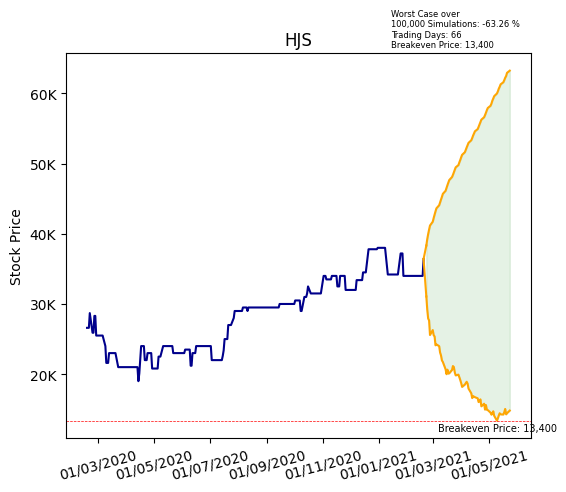 Worst Case over
100,000 Simulations: -63.26 %
Trading Days: 66
Breakeven Price: 13,400
HJS
Stock Price
60K
50K
40K
30K
20K
Breakeven Price: 13,400
01/03/2020
01/05/2020
01/07/2020
01/09/2020
01/11/2020
01/01/2021
01/03/2021
01/05/2021